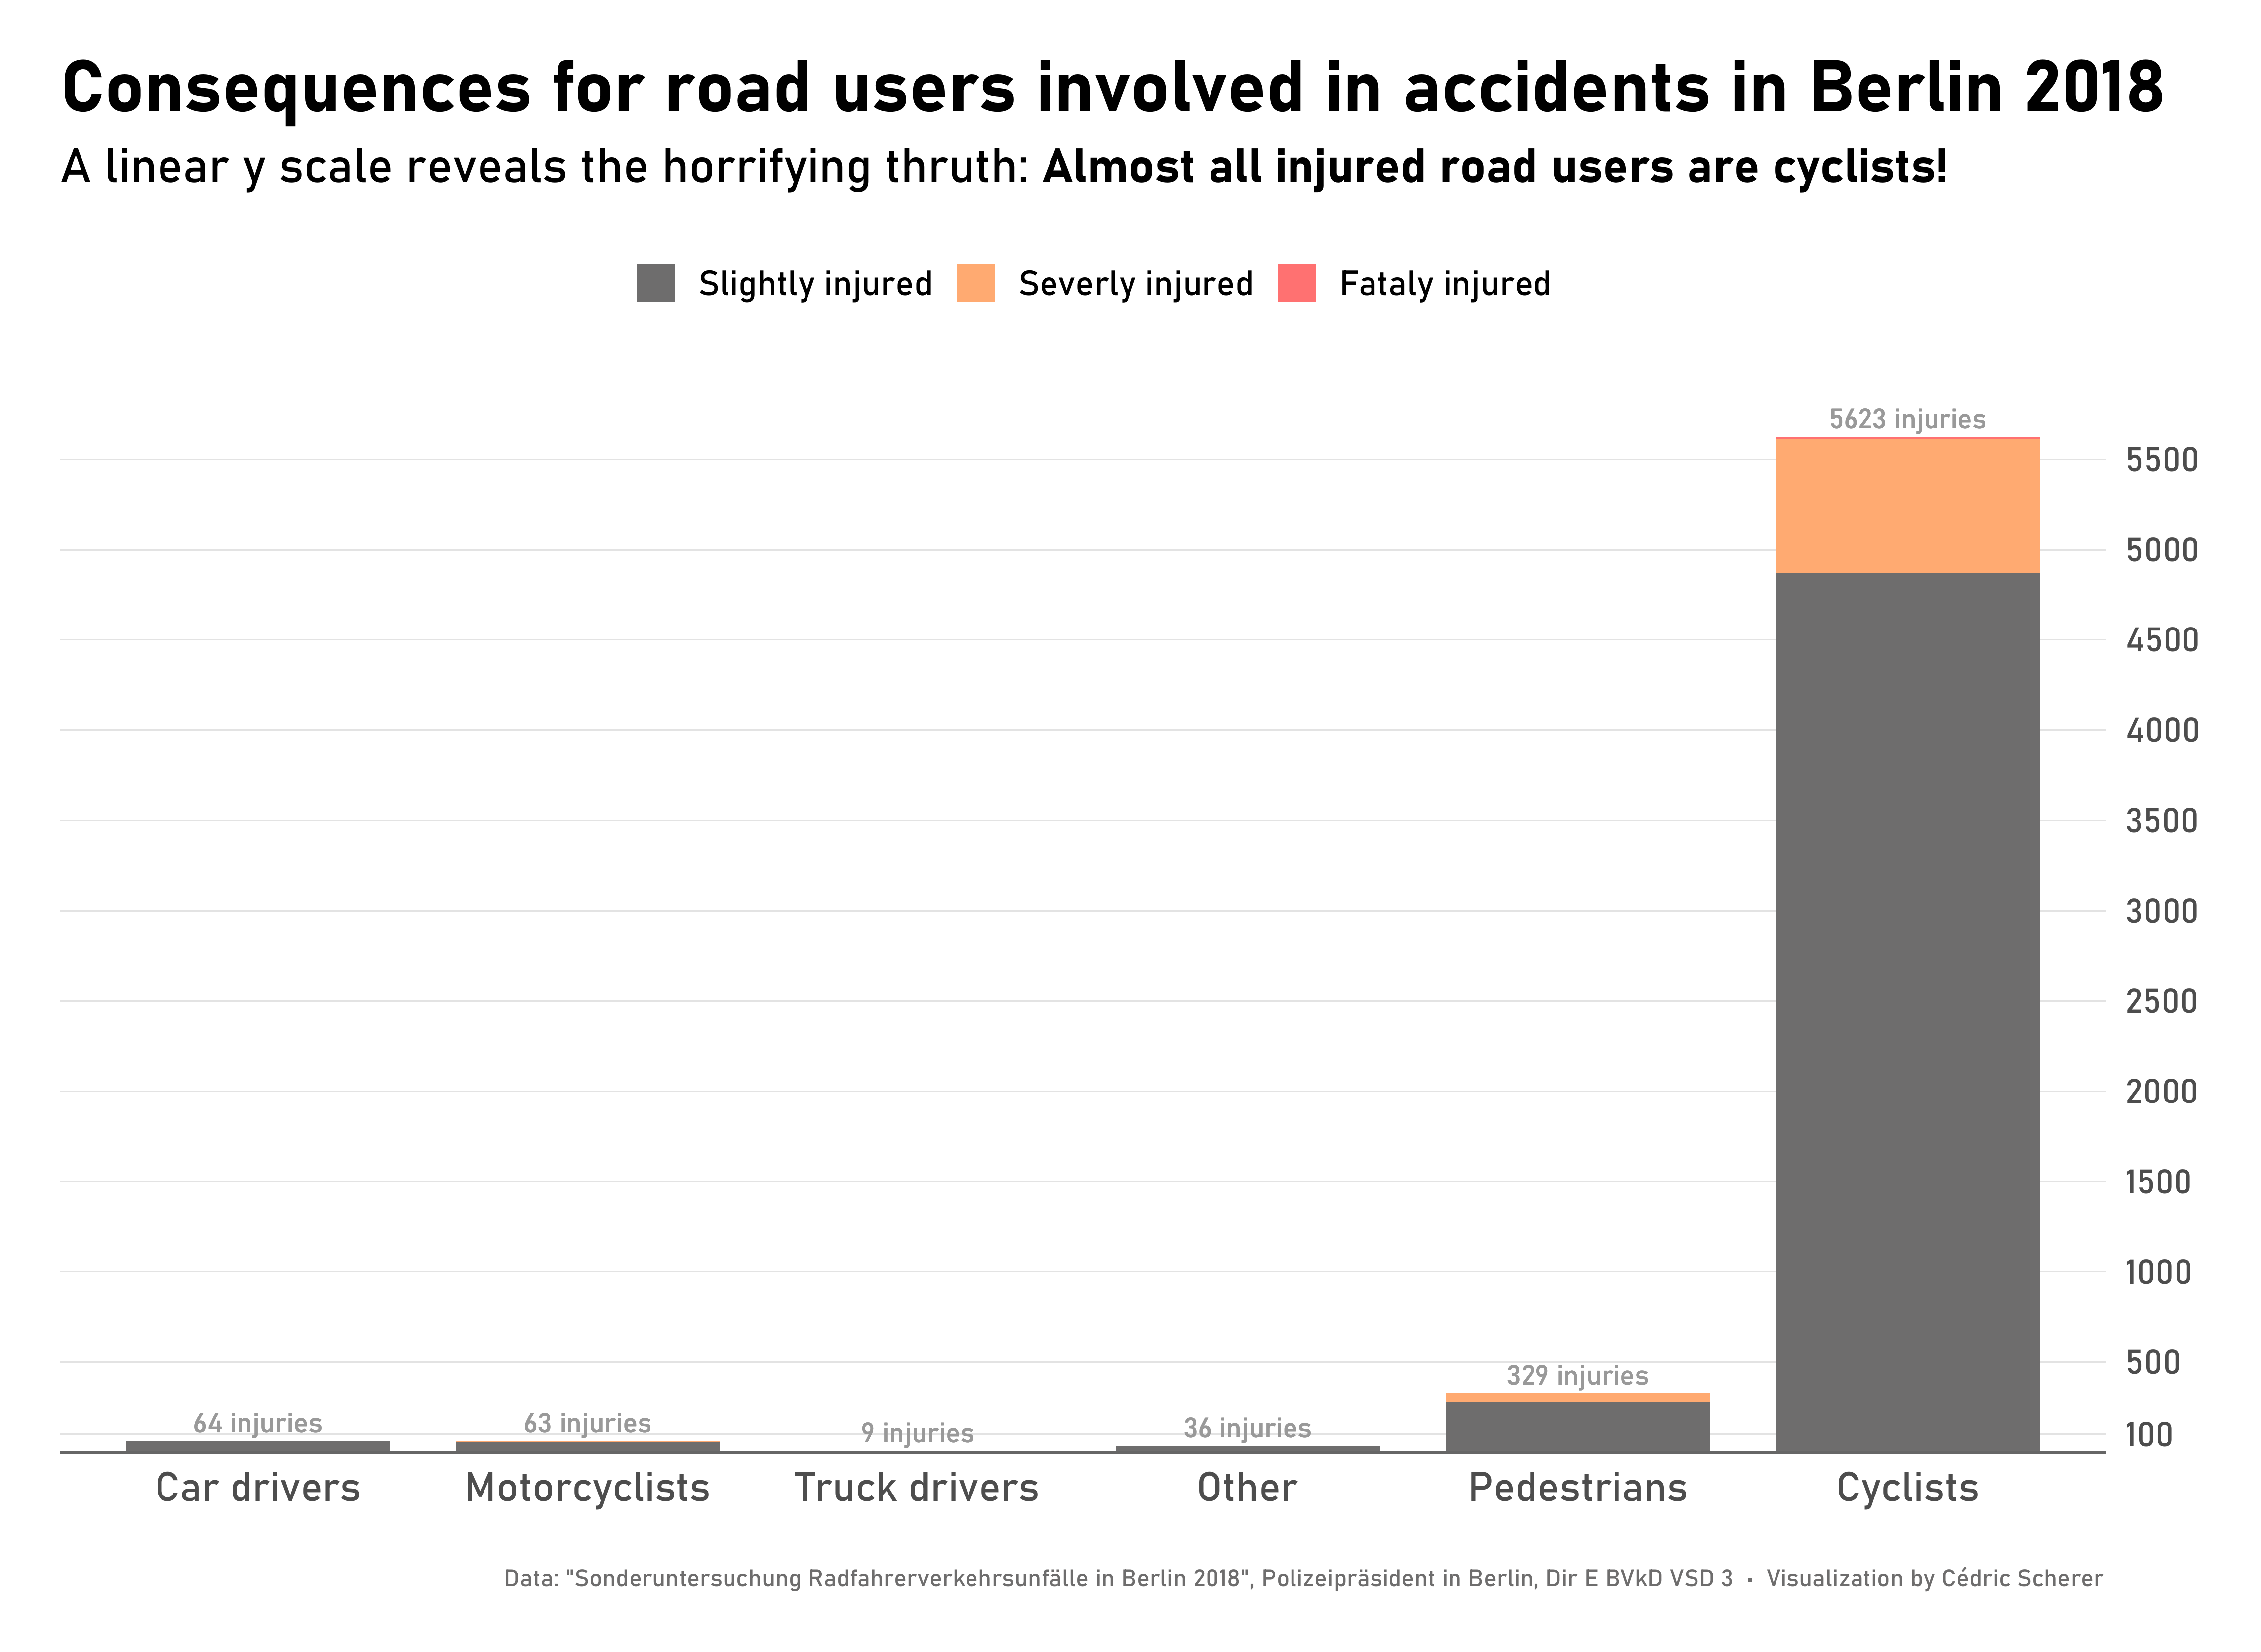 Consequences for road users involved in accidents in Berlin 2018
A linear y scale reveals the horrifying thruth: Almost all injured road users are cyclists!
Slightly injured Severly injured Fataly injured
5623 injuries
5500
5000
4500
4000
3500
3000
2500
2000
1500
1000
500
329 injuries
64 injuries 63 injuries 9 injuries 36 injuries
100
Car drivers Motorcyclists Truck drivers Other Pedestrians Cyclists
Data: "Sonderuntersuchung Radfahrerverkehrsunfälle in Berlin 2018", Polizeipräsident in Berlin, Dir E BVkD VSD 3 • Visualization by Cédric Scherer